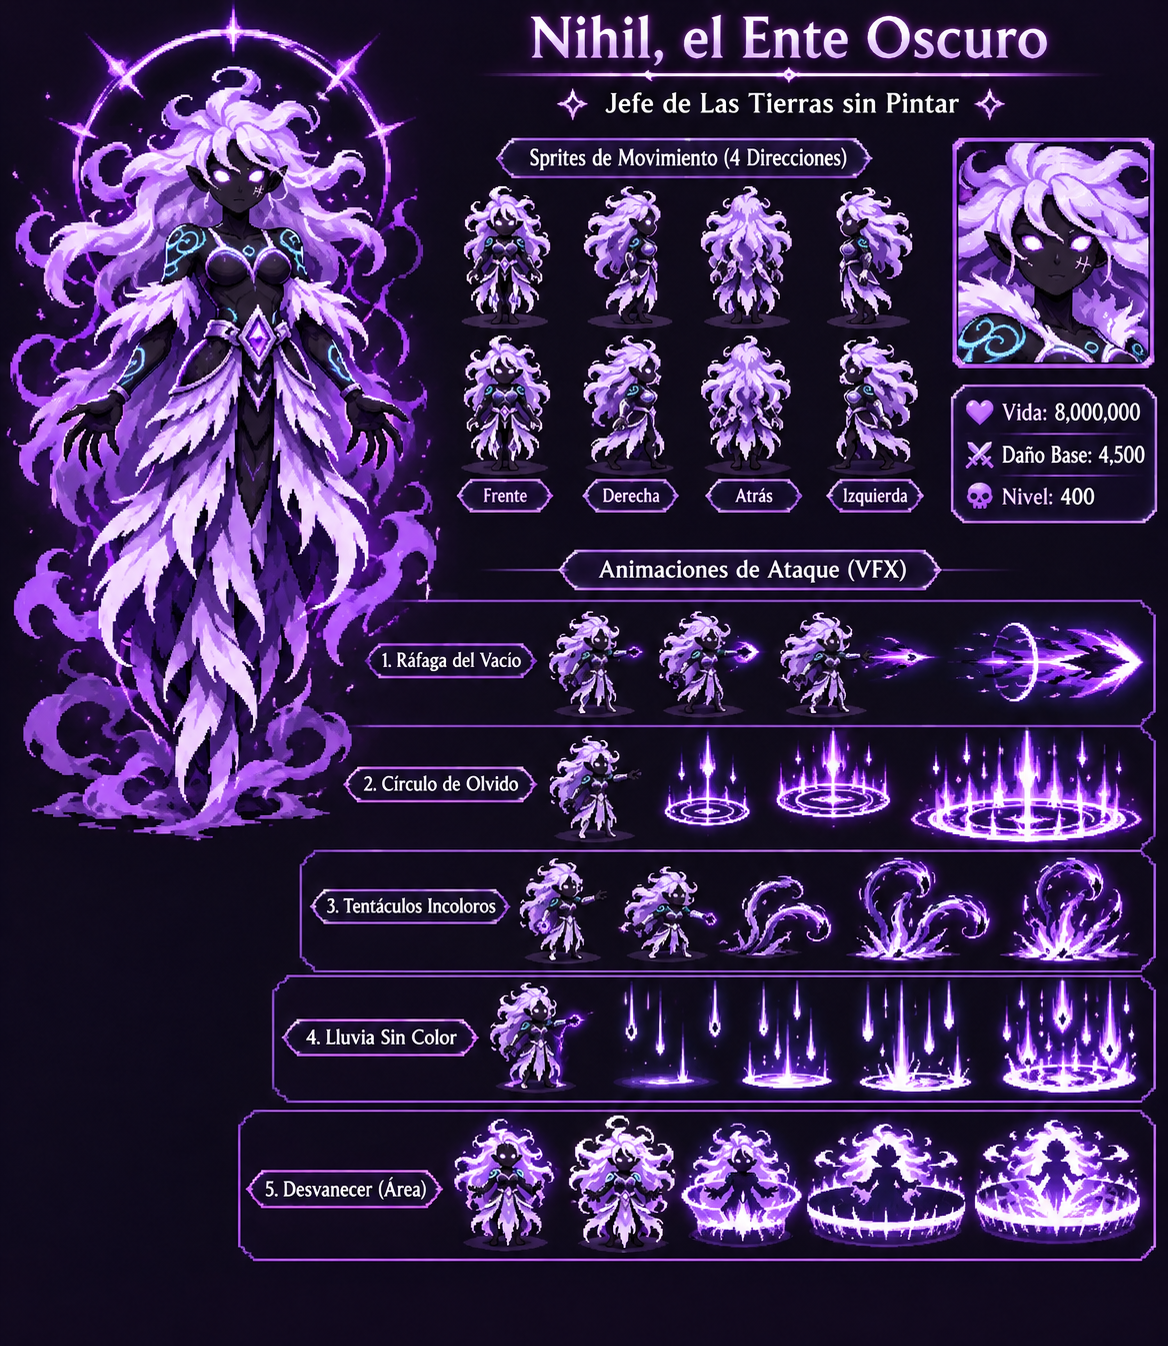 Nihil, el Ente Oscuro
Jefe de Las Tierras sin Pintar
Sprites de Movimiento (4 Direcciones)
Frente
Derecha
Atrás
Izquierda
Vida: 8,000,000
Daño Base: 4,500
Nivel: 400
Animaciones de Ataque (VFX)
1. Ráfaga del Vacío
2. Círculo de Olvido
3. Tentáculos Incoloros
4. Lluvia Sin Color
5. Desvanecer (Área)